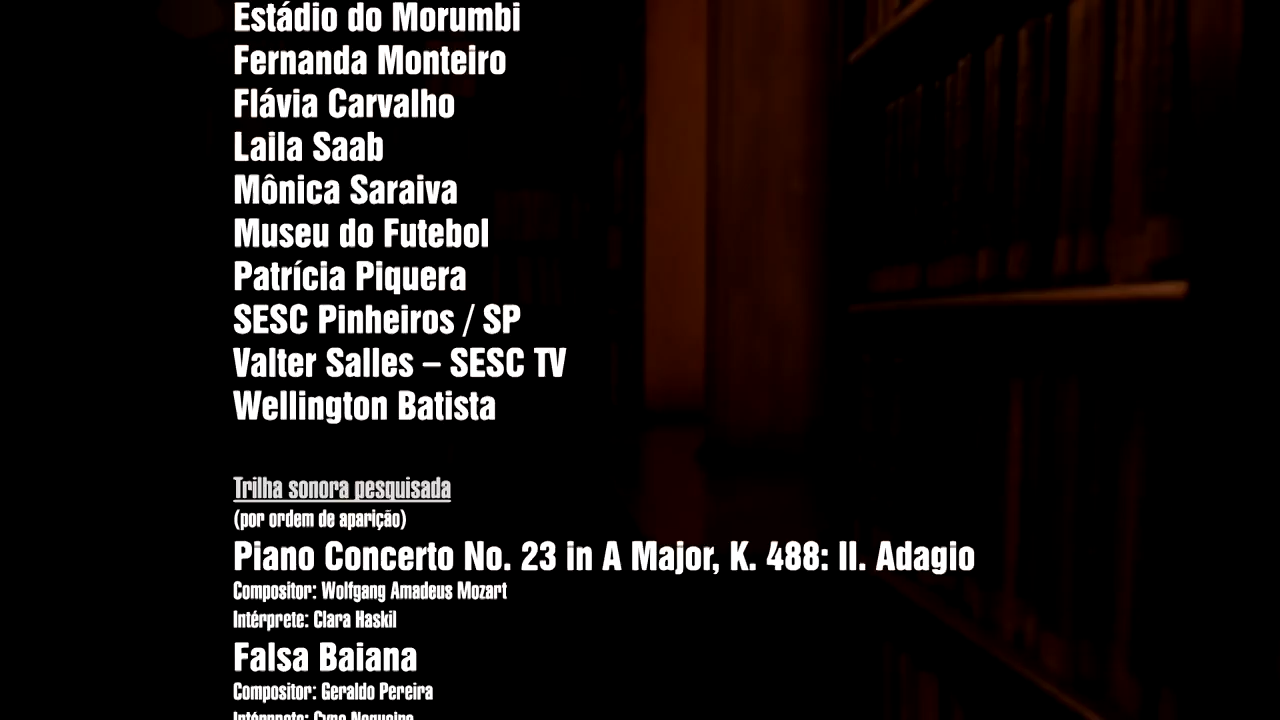 Estádio do Morumbi
Fernanda Monteiro
Flávia Carvalho
Laila Saab
Mônica Saraiva
Museu do Futebol
Patrícia Piquera
SESC Pinheiros / SP
Valter Salles – SESC TV
Wellington Batista
Trilha sonora pesquisada
(por ordem de aparição)
Piano Concerto No. 23 in A Major, K. 488: II. Adagio
Compositor: Wolfgang Amadeus Mozart
Intérprete: Clara Haskil
Falsa Baiana
Compositor: Geraldo Pereira
Intérprete: